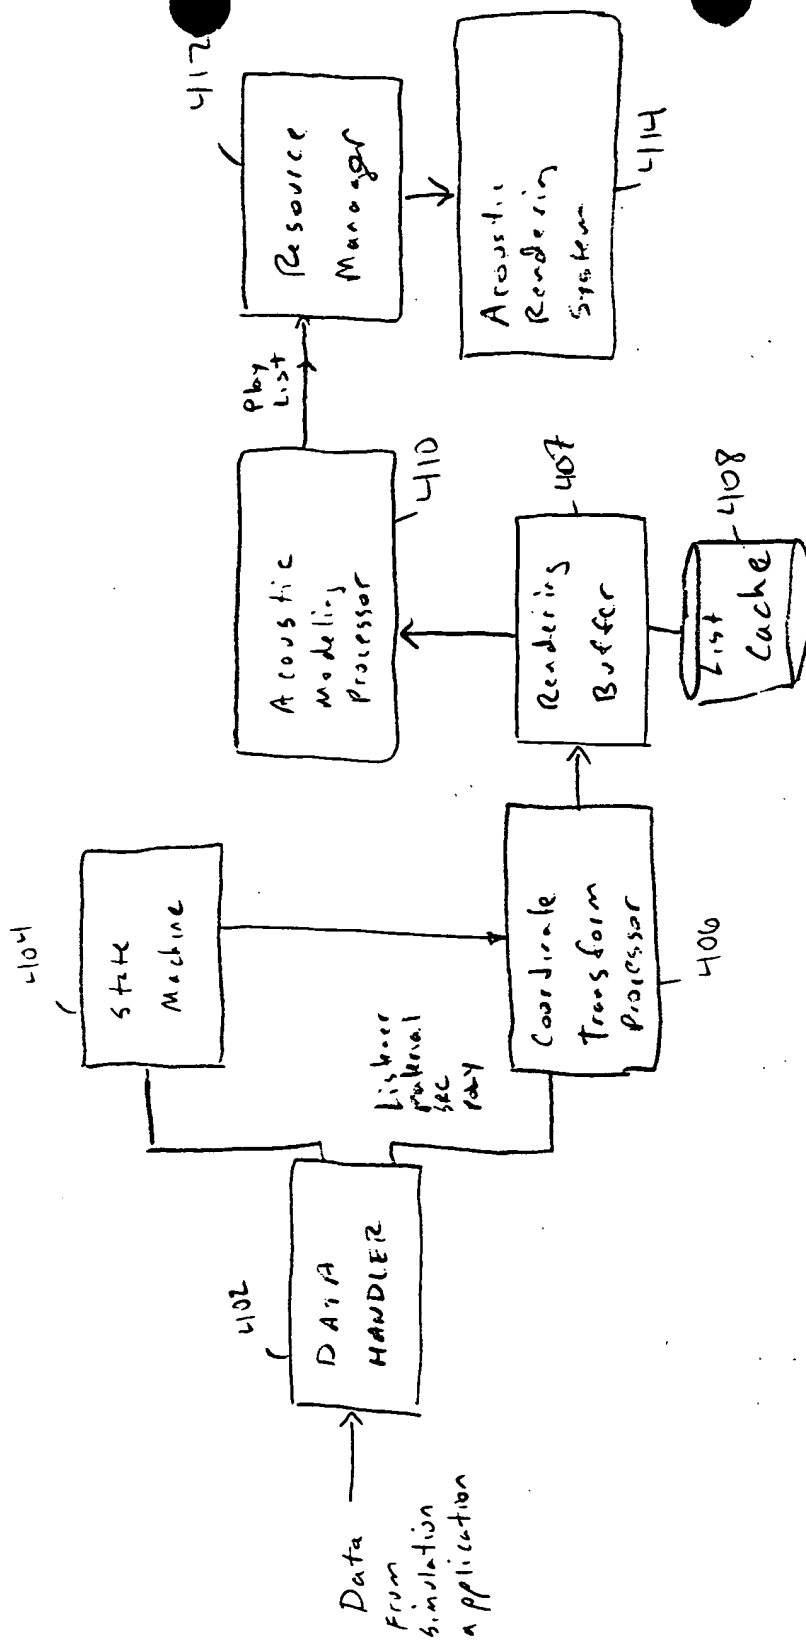 Data
From
simulation
application
402
DATA
HANDLER
404
State
Machine
Listener
Material
src
Coordinate
Transform
Processor
406
Rendering
Buffer
407
List
Cache
408
Acoustic
Modeling
Processor
410
Play
List
412
Resource
Manager
Acoustic
Rendering
System
414